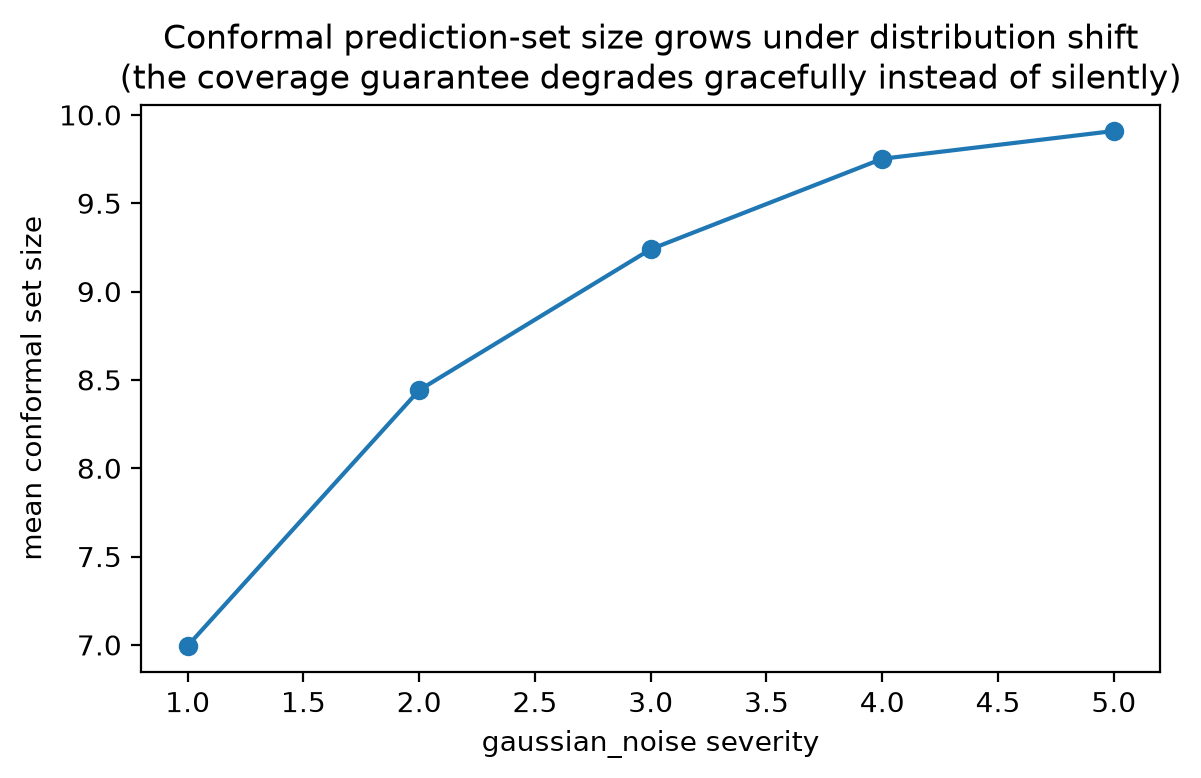 Conformal prediction-set size grows under distribution shift
(the coverage guarantee degrades gracefully instead of silently)
10.0
9.5
9.0
8.5
8.0
7.5
7.0
mean conformal set size
1.0 1.5 2.0 2.5 3.0 3.5 4.0 4.5 5.0
gaussian_noise severity